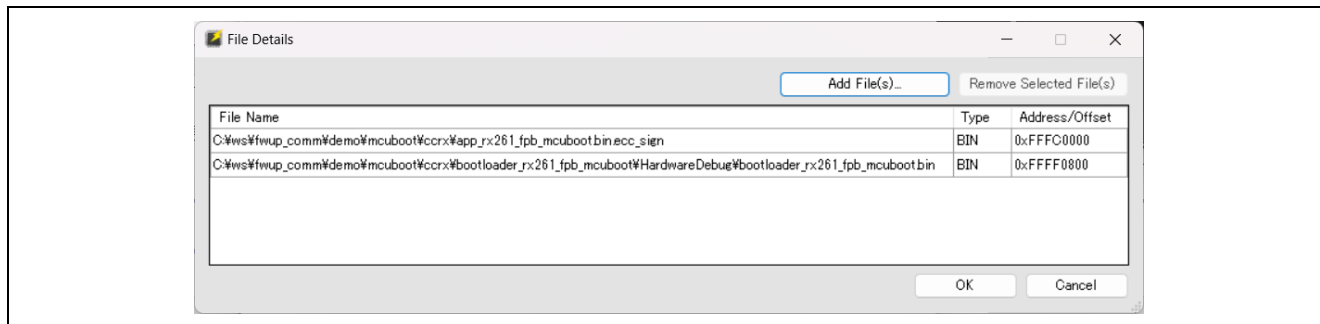 File Details
Add File(s)...
Remove Selected File(s)
File Name Type Address/Offset
C:¥ws¥fwup_comm¥demo¥mcuboot¥ccrx¥app_rx261_fpb_mcuboot.bin.ecc_sign BIN 0xFFFC0000
C:¥ws¥fwup_comm¥demo¥mcuboot¥ccrx¥bootloader_rx261_fpb_mcuboot¥HardwareDebug¥bootloader_rx261_fpb_mcuboot.bin BIN 0xFFFF0800
OK
Cancel